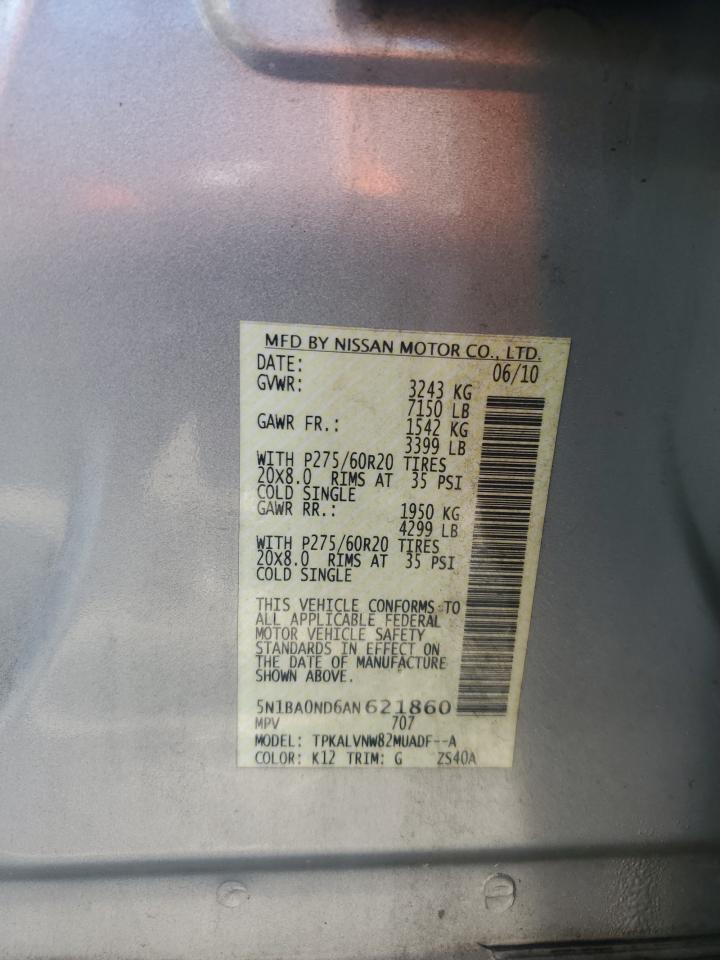 MFD BY NISSAN MOTOR CO., LTD.
DATE: 06/10
GVWR: 3243 KG
7150 LB
GAWR FR.: 1542 KG
3399 LB
WITH P275/60R20 TIRES
20X8.0 RIMS AT 35 PSI
COLD SINGLE
GAWR RR.: 1950 KG
4299 LB
WITH P275/60R20 TIRES
20X8.0 RIMS AT 35 PSI
COLD SINGLE
THIS VEHICLE CONFORMS TO
ALL APPLICABLE FEDERAL
MOTOR VEHICLE SAFETY
STANDARDS IN EFFECT ON
THE DATE OF MANUFACTURE
SHOWN ABOVE.
5N1BA0ND6AN621860
MPV 707
MODEL: TPKALVNW82MUADF--A
COLOR: K12 TRIM: G ZS40A